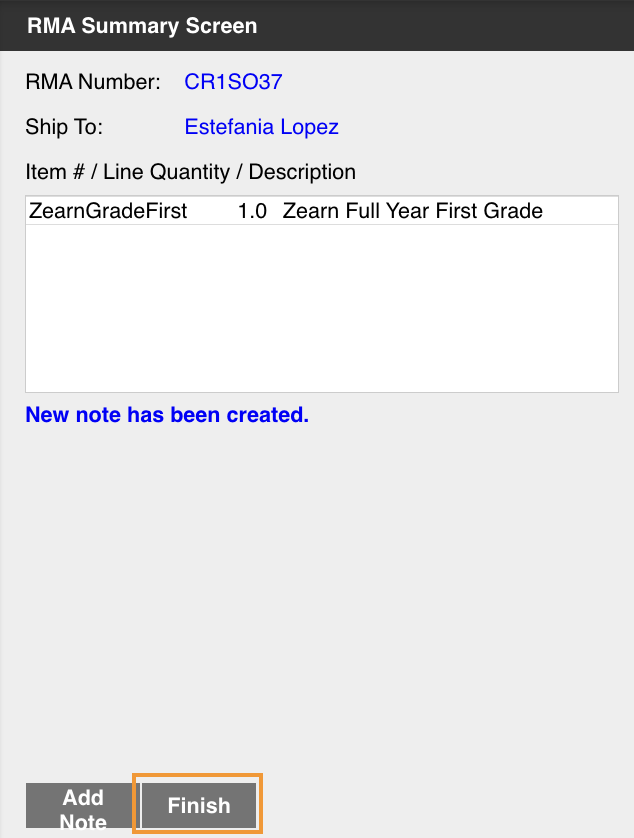 RMA Summary Screen
RMA Number: CR1SO37
Ship To: Estefania Lopez
Item # / Line Quantity / Description
ZearnGradeFirst 1.0 Zearn Full Year First Grade
New note has been created.
Add
Note
Finish